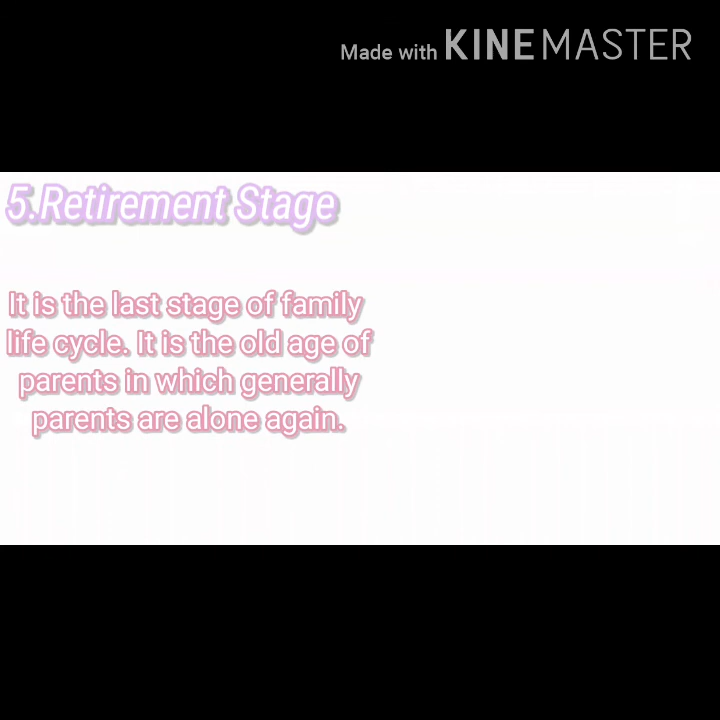 Made with KINEMASTER
5.Retirement Stage
It is the last stage of family
life cycle. It is the old age of
parents in which generally
parents are alone again.